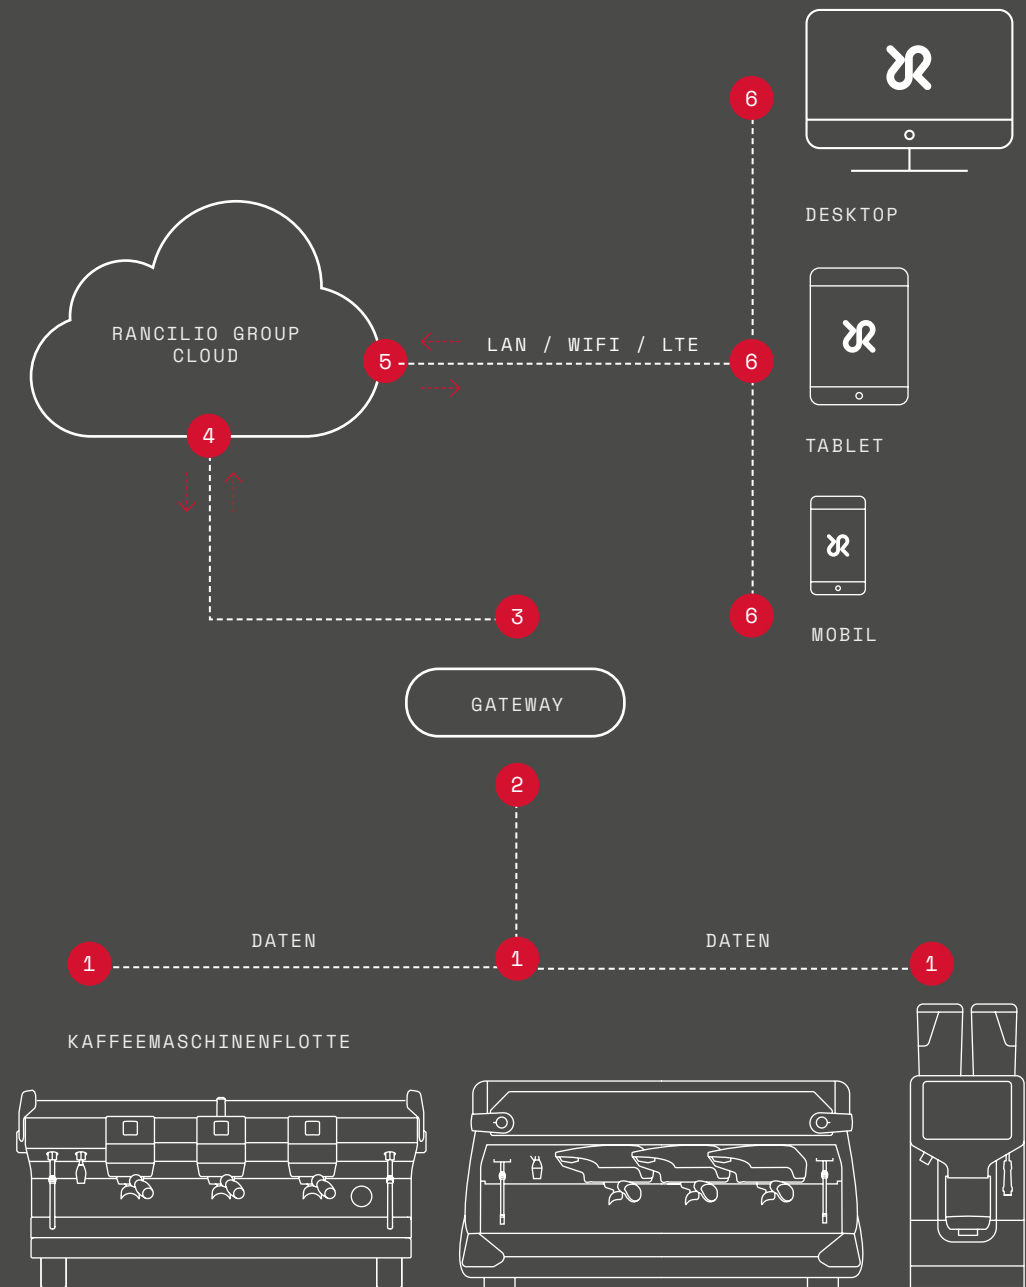 6
DESKTOP
RANCILIO GROUP
CLOUD
5
LAN / WIFI / LTE
6
TABLET
4
3
6
MOBIL
GATEWAY
2
DATEN
DATEN
1
1
1
KAFFEEMASCHINENFLOTTE